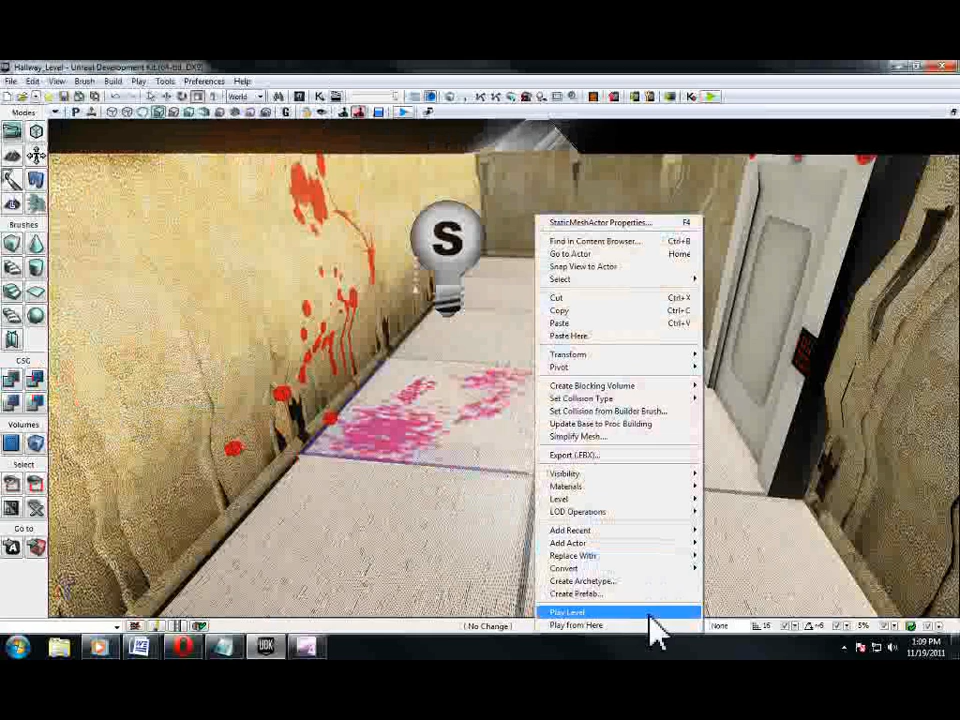 Hallway_Level - Unreal Development Kit (64-bit, DX9)
File Edit View Brush Build Play Tools Preferences Help
World
Modes
Brushes
CSG
Volumes
Select
Go to
S
StaticMeshActor Properties... F4
Find in Content Browser... Ctrl+B
Go to Actor Home
Snap View to Actor
Select
Cut Ctrl+X
Copy Ctrl+C
Paste Ctrl+V
Paste Here
Transform
Pivot
Create Blocking Volume
Set Collision Type
Set Collision from Builder Brush...
Update Base to Proc Building
Simplify Mesh...
Export (.FBX)...
Visibility
Materials
Level
LOD Operations
Add Recent
Add Actor
Replace With
Convert
Create Archetype...
Create Prefab...
Play Level
Play from Here
(No Change) None 16 5%
UDK
1:09 PM
11/19/2011